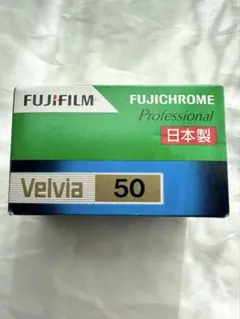 FUJIFILM
FUJICHROME
Professional
日本製
Velvia 50